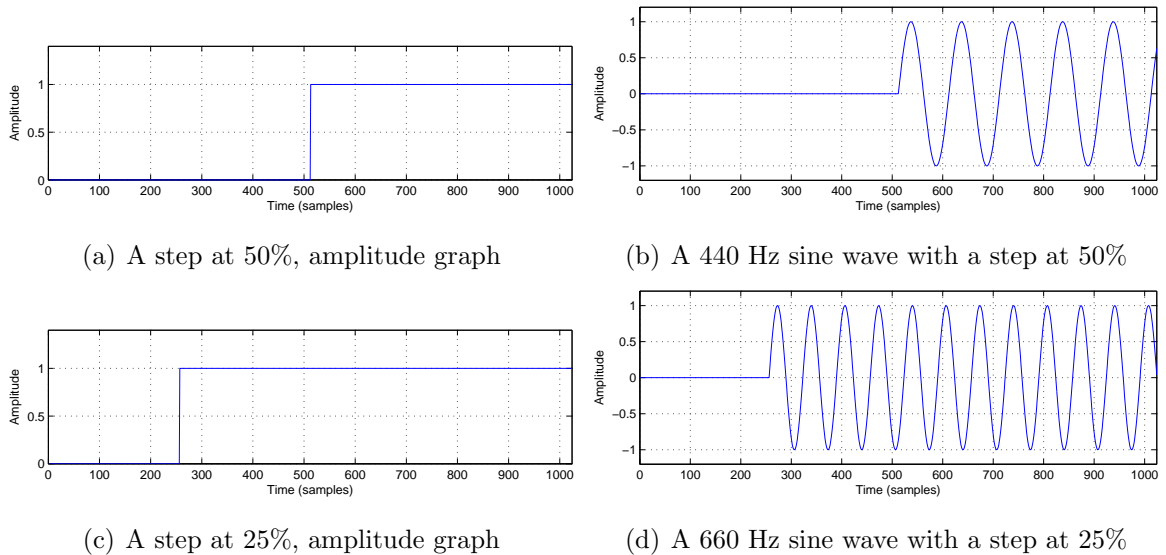 1
0.5
0
0 100 200 300 400 500 600 700 800 900 1000
Amplitude
Time (samples)
(a) A step at 50%, amplitude graph
1
0.5
0
−0.5
−1
0 100 200 300 400 500 600 700 800 900 1000
Amplitude
Time (samples)
(b) A 440 Hz sine wave with a step at 50%
1
0.5
0
0 100 200 300 400 500 600 700 800 900 1000
Amplitude
Time (samples)
(c) A step at 25%, amplitude graph
1
0.5
0
−0.5
−1
0 100 200 300 400 500 600 700 800 900 1000
Amplitude
Time (samples)
(d) A 660 Hz sine wave with a step at 25%